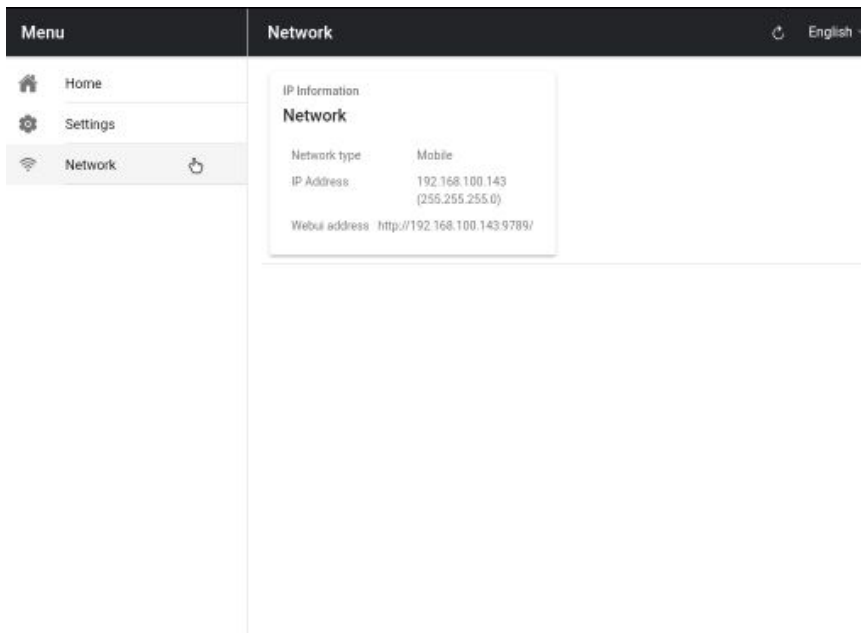 Menu
Network
English
Home
Settings
Network
IP Information
Network
Network type Mobile
IP Address 192.168.100.143
(255.255.255.0)
Webui address http://192.168.100.143:9789/